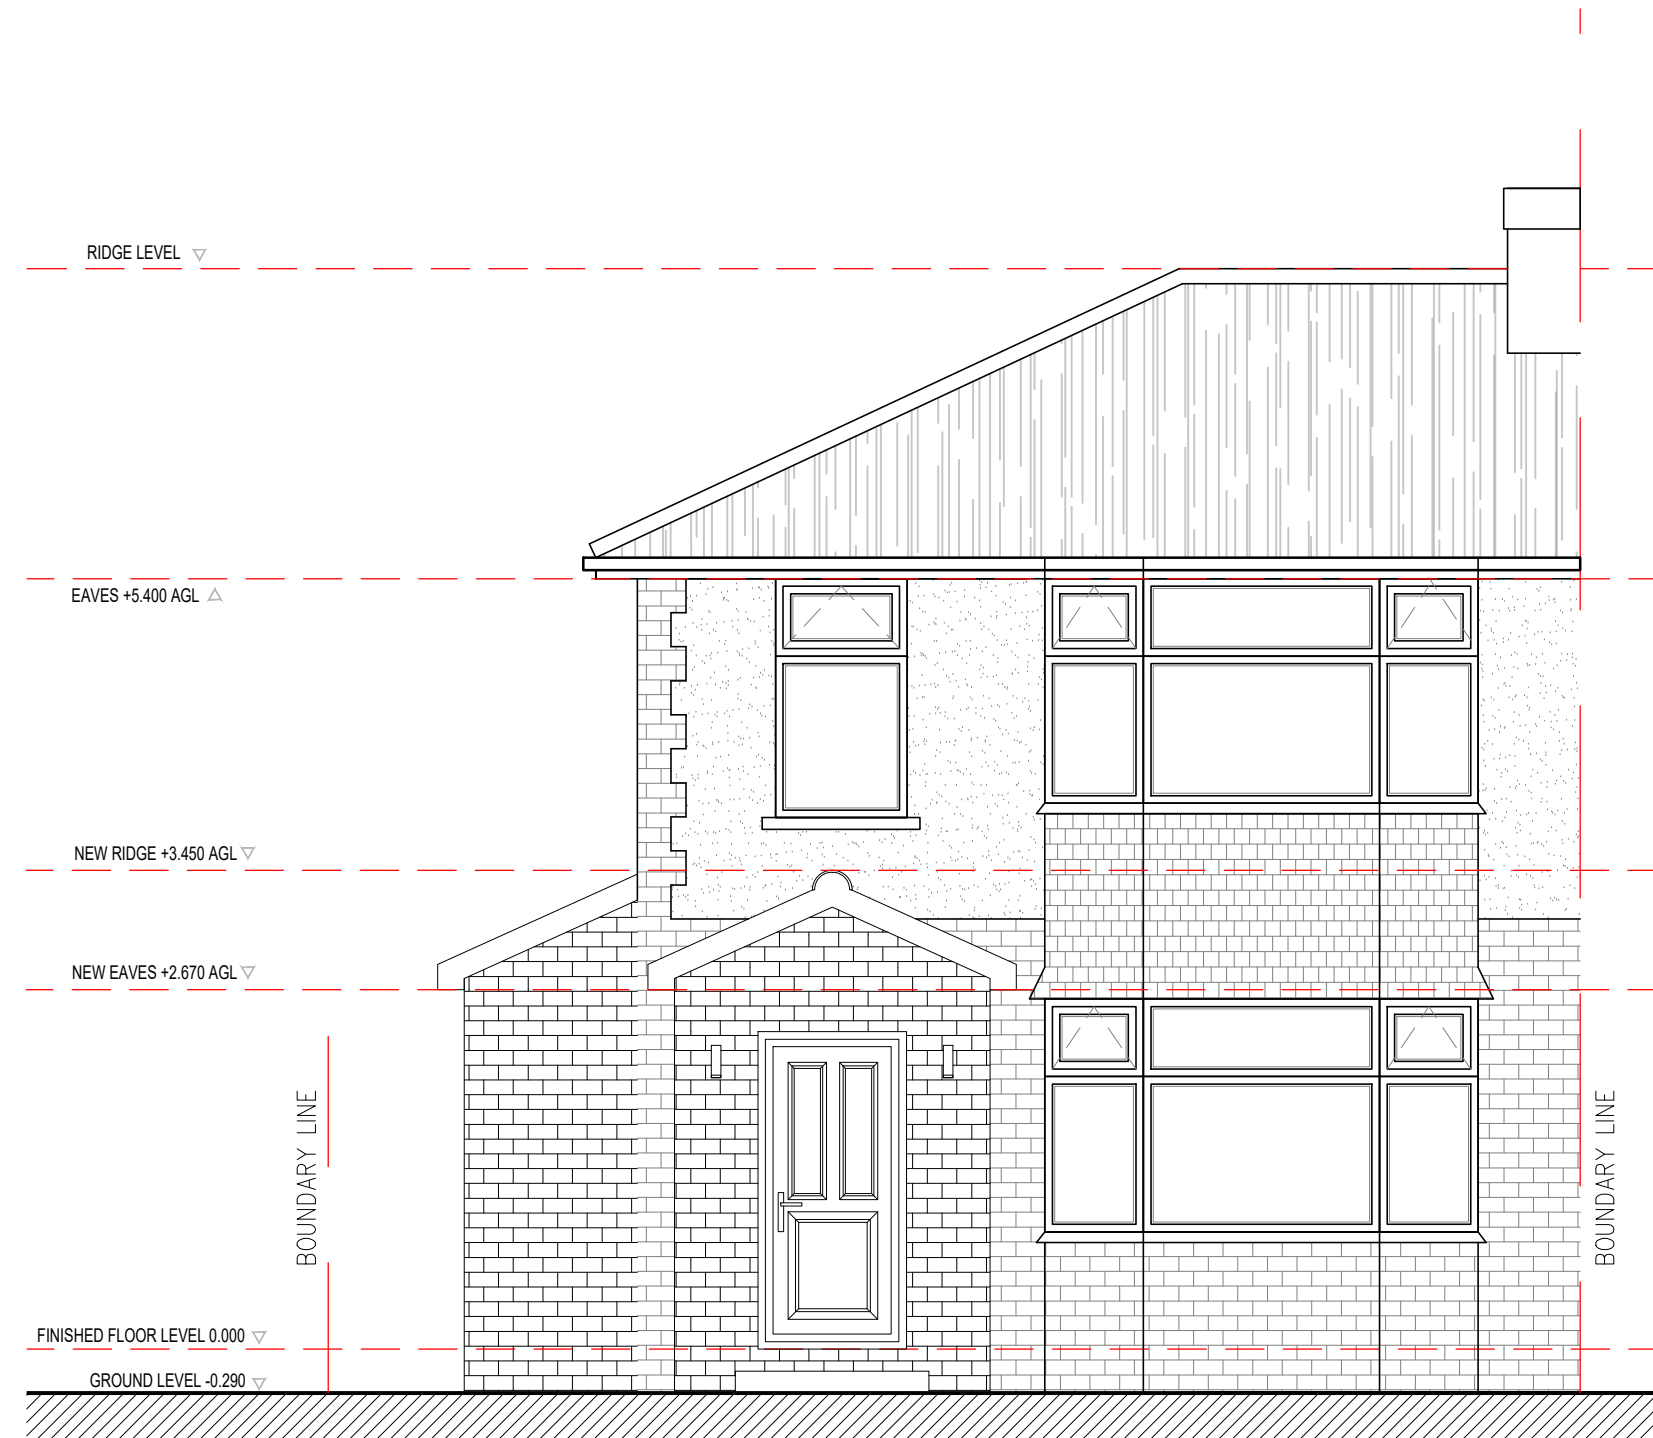 RIDGE LEVEL
EAVES +5.400 AGL
NEW RIDGE +3.450 AGL
NEW EAVES +2.670 AGL
BOUNDARY LINE
BOUNDARY LINE
FINISHED FLOOR LEVEL 0.000
GROUND LEVEL -0.290